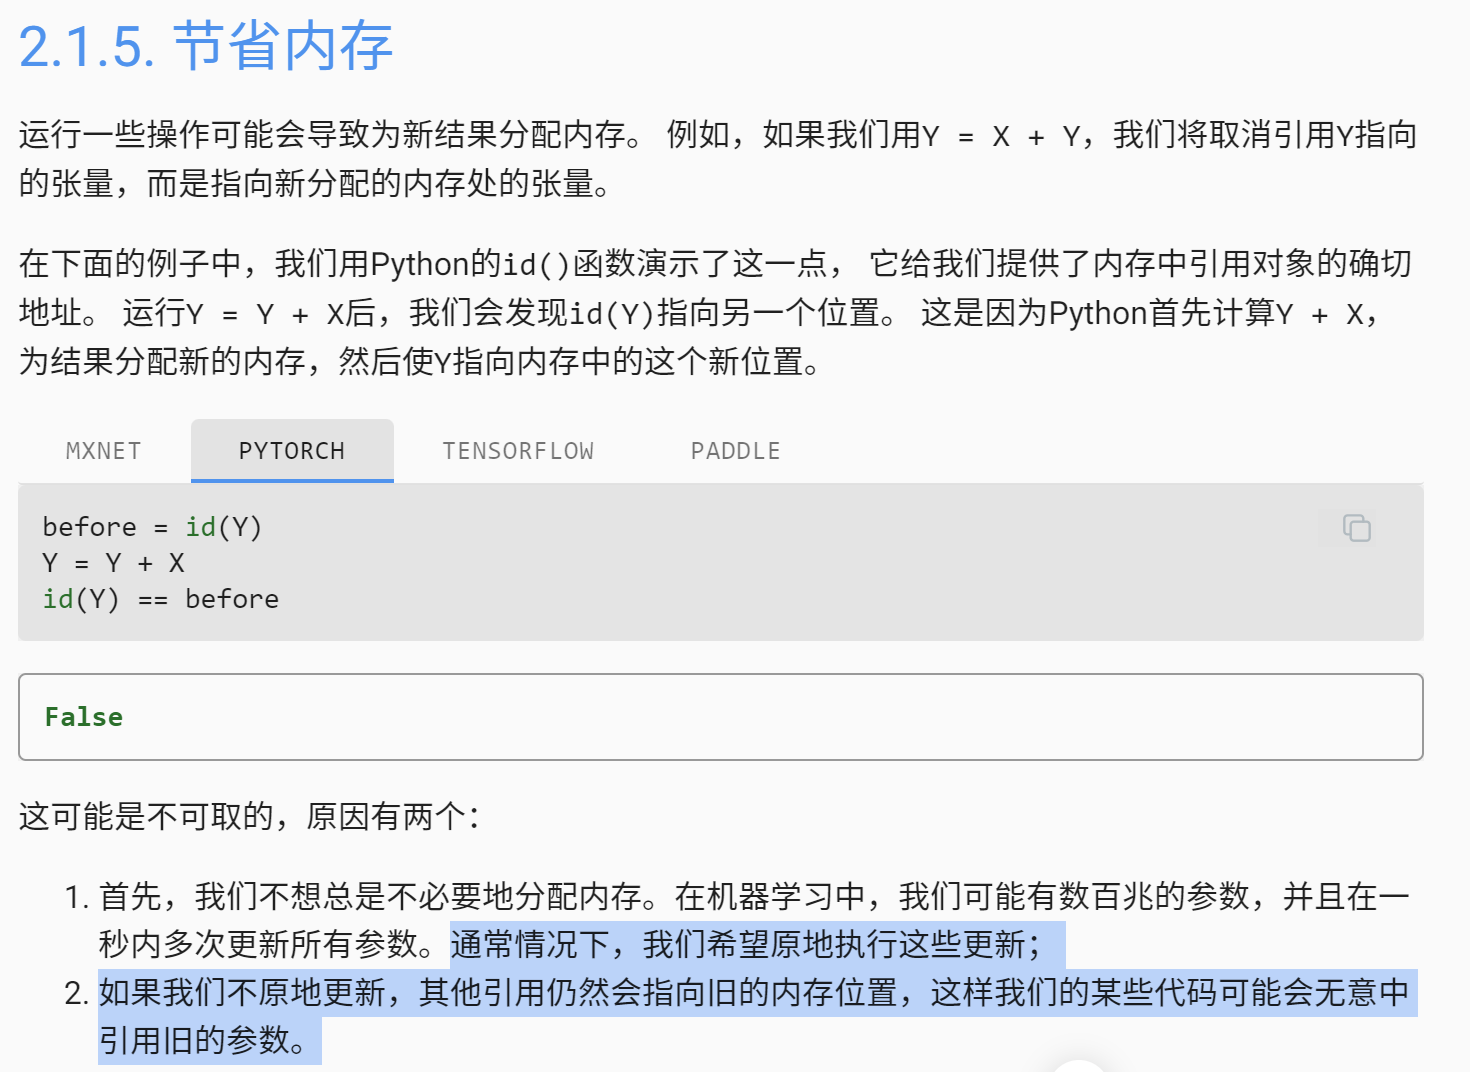 2.1.5. 节省内存
运行一些操作可能会导致为新结果分配内存。 例如，如果我们用Y = X + Y，我们将取消引用Y指向
的张量，而是指向新分配的内存处的张量。
在下面的例子中，我们用Python的id()函数演示了这一点， 它给我们提供了内存中引用对象的确切
地址。 运行Y = Y + X后，我们会发现id(Y)指向另一个位置。 这是因为Python首先计算Y + X，
为结果分配新的内存，然后使Y指向内存中的这个新位置。
MXNET PYTORCH TENSORFLOW PADDLE
before = id(Y)
Y = Y + X
id(Y) == before
False
这可能是不可取的，原因有两个：
1. 首先，我们不想总是不必要地分配内存。在机器学习中，我们可能有数百兆的参数，并且在一
秒内多次更新所有参数。通常情况下，我们希望原地执行这些更新；
2. 如果我们不原地更新，其他引用仍然会指向旧的内存位置，这样我们的某些代码可能会无意中
引用旧的参数。